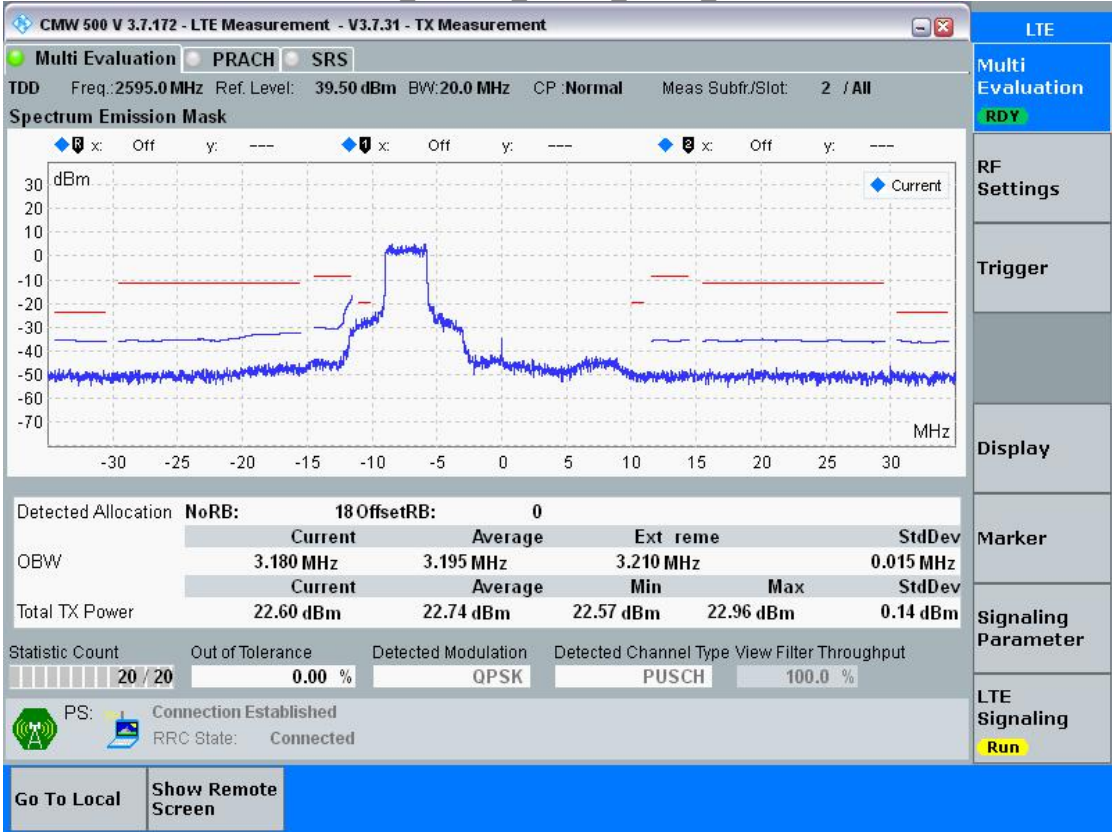 CMW 500 V 3.7.172 - LTE Measurement - V3.7.31 - TX Measurement
LTE
Multi Evaluation PRACH SRS
Multi Evaluation
RDY
TDD Freq.:2595.0 MHz Ref. Level: 39.50 dBm BW:20.0 MHz CP :Normal Meas Subfr./Slot: 2 / All
Spectrum Emission Mask
R x: Off y: --- 1 x: Off y: --- 2 x: Off y: ---
dBm
Current
30
20
10
0
-10
-20
-30
-40
-50
-60
-70
MHz
-30 -25 -20 -15 -10 -5 0 5 10 15 20 25 30
RF Settings
Trigger
Display
Marker
Signaling Parameter
LTE Signaling
Run
Detected Allocation NoRB: 18 OffsetRB: 0
Current Average Ext reme StdDev
OBW 3.180 MHz 3.195 MHz 3.210 MHz 0.015 MHz
Current Average Min Max StdDev
Total TX Power 22.60 dBm 22.74 dBm 22.57 dBm 22.96 dBm 0.14 dBm
Statistic Count Out of Tolerance Detected Modulation Detected Channel Type View Filter Throughput
20 / 20 0.00 % QPSK PUSCH 100.0 %
PS: Connection Established
RRC State: Connected
Go To Local Show Remote Screen